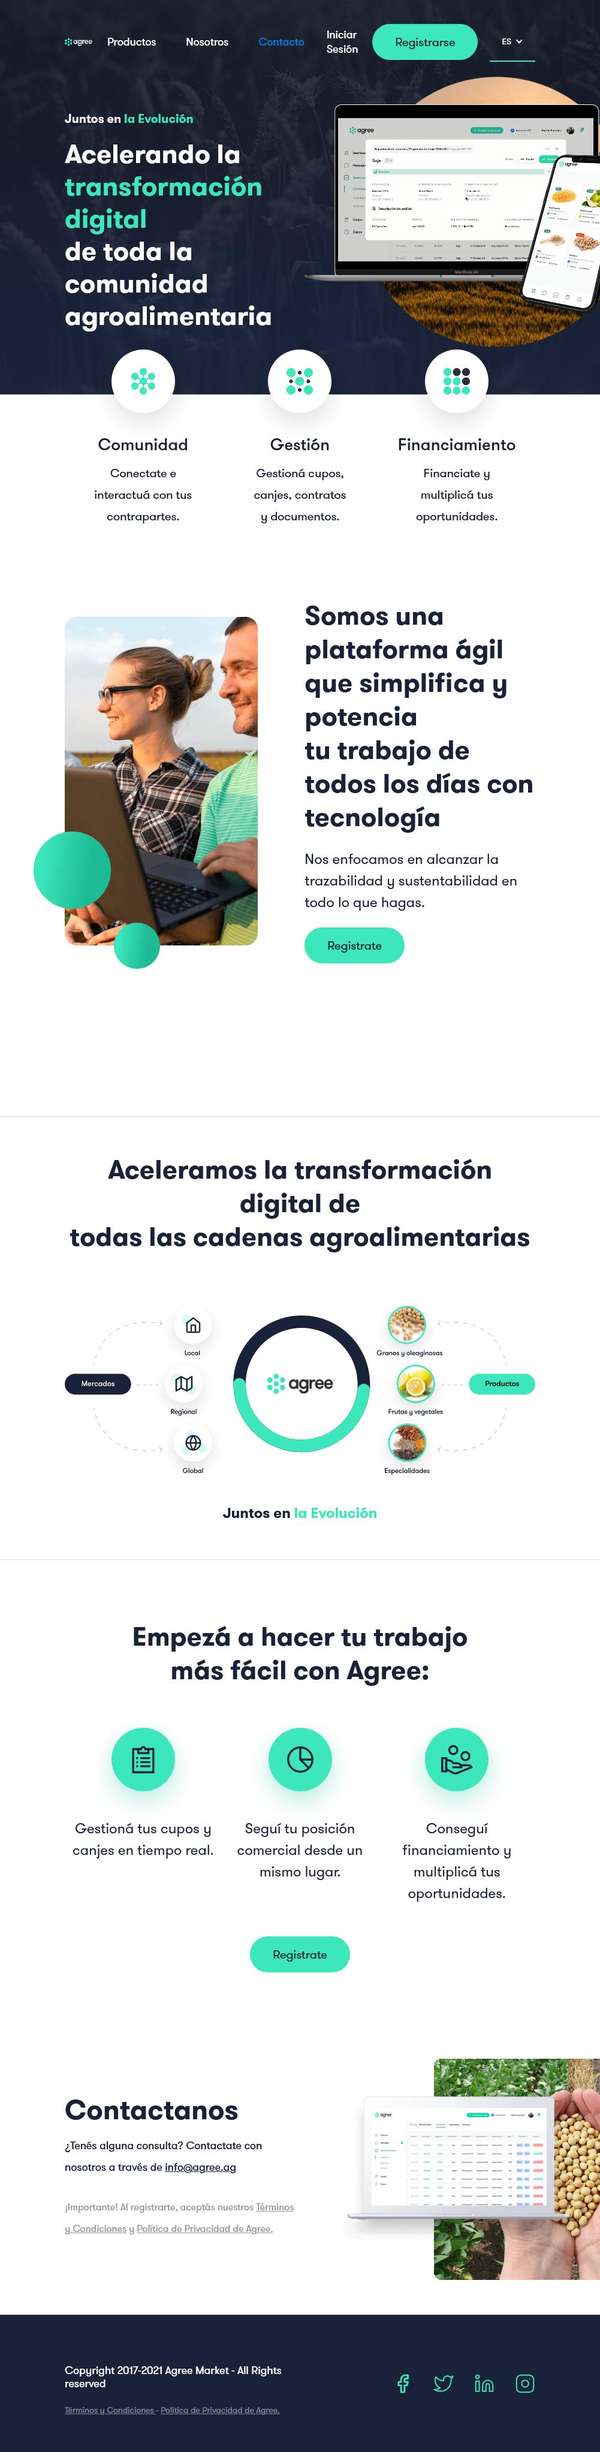 agree
Productos
Nosotros
Contacto
Iniciar
Sesión
Registrarse
ES
Juntos en la Evolución
Acelerando la
transformación
digital
de toda la
comunidad
agroalimentaria
agree
Soja
Comunidad
Conectate e
interactuá con tus
contrapartes.
Gestión
Gestioná cupos,
canjes, contratos
y documentos.
Financiamiento
Financiate y
multiplicá tus
oportunidades.
Somos una
plataforma ágil
que simplifica y
potencia
tu trabajo de
todos los días con
tecnología
Nos enfocamos en alcanzar la
trazabilidad y sustentabilidad en
todo lo que hagas.
Registrate
Aceleramos la transformación
digital de
todas las cadenas agroalimentarias
Mercados
Local
Regional
Global
agree
Granos y oleaginosas
Frutas y vegetales
Especialidades
Productos
Juntos en la Evolución
Empezá a hacer tu trabajo
más fácil con Agree:
Gestioná tus cupos y
canjes en tiempo real.
Seguí tu posición
comercial desde un
mismo lugar.
Conseguí
financiamiento y
multiplicá tus
oportunidades.
Registrate
Contactanos
¿Tenés alguna consulta? Contactate con
nosotros a través de info@agree.ag
¡Importante! Al registrarte, aceptás nuestros Términos
y Condiciones y Política de Privacidad de Agree.
agree
Copyright 2017-2021 Agree Market - All Rights
reserved
Términos y Condiciones - Política de Privacidad de Agree.